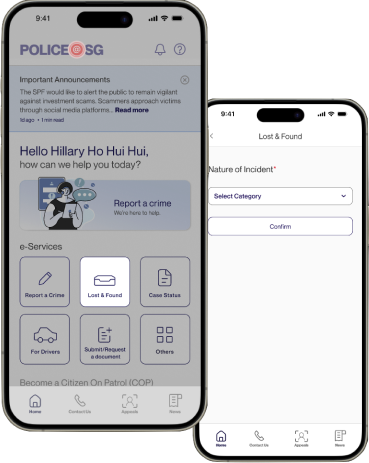 9:41
POLICE@SG
Important Announcements
The SPF would like to alert the public to remain vigilant
against investment scams. Scammers approach victims
through social media platforms... Read more
1d ago • 1 min read
Hello Hillary Ho Hui Hui,
how can we help you today?
Report a crime
We're here to help.
e-Services
Report a Crime
Lost & Found
Case Status
For Drivers
Submit/Request
a document
Others
Become a Citizen On Patrol (COP)
Home
Contact Us
Appeals
News
9:41
Lost & Found
Nature of Incident*
Select Category
Confirm
Home
Contact Us
Appeals
News